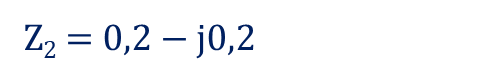 Z₂ = 0,2 − j0,2